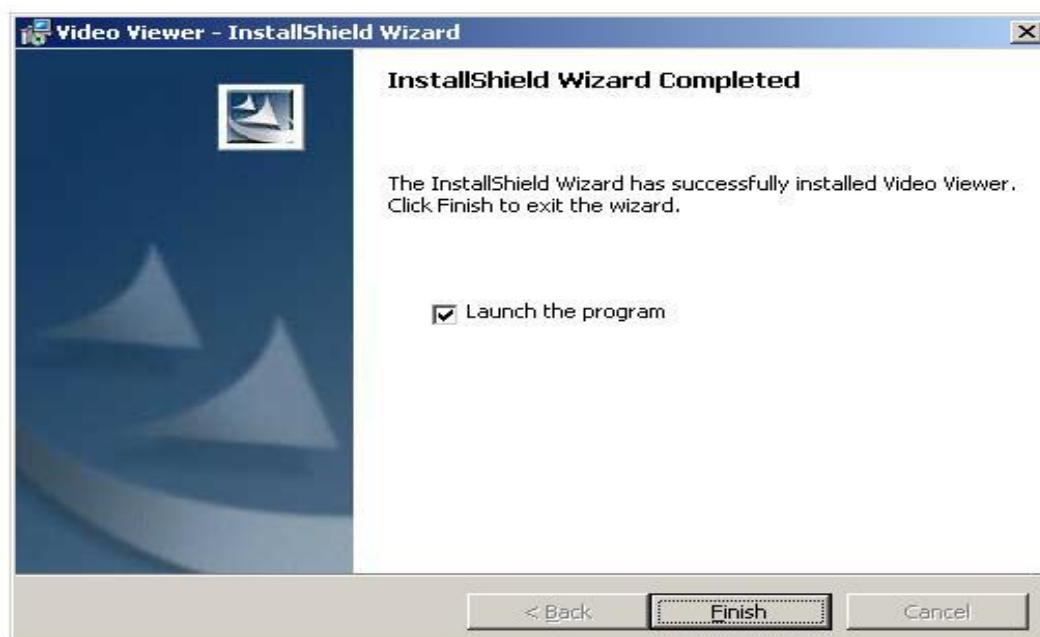 Video Viewer - InstallShield Wizard
InstallShield Wizard Completed
The InstallShield Wizard has successfully installed Video Viewer.
Click Finish to exit the wizard.
Launch the program
< Back
Finish
Cancel